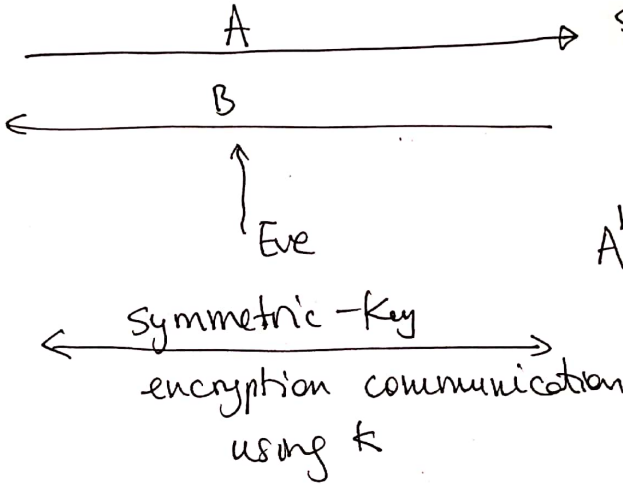 A
B
Eve
A
symmetric-key
encryption communication
using k